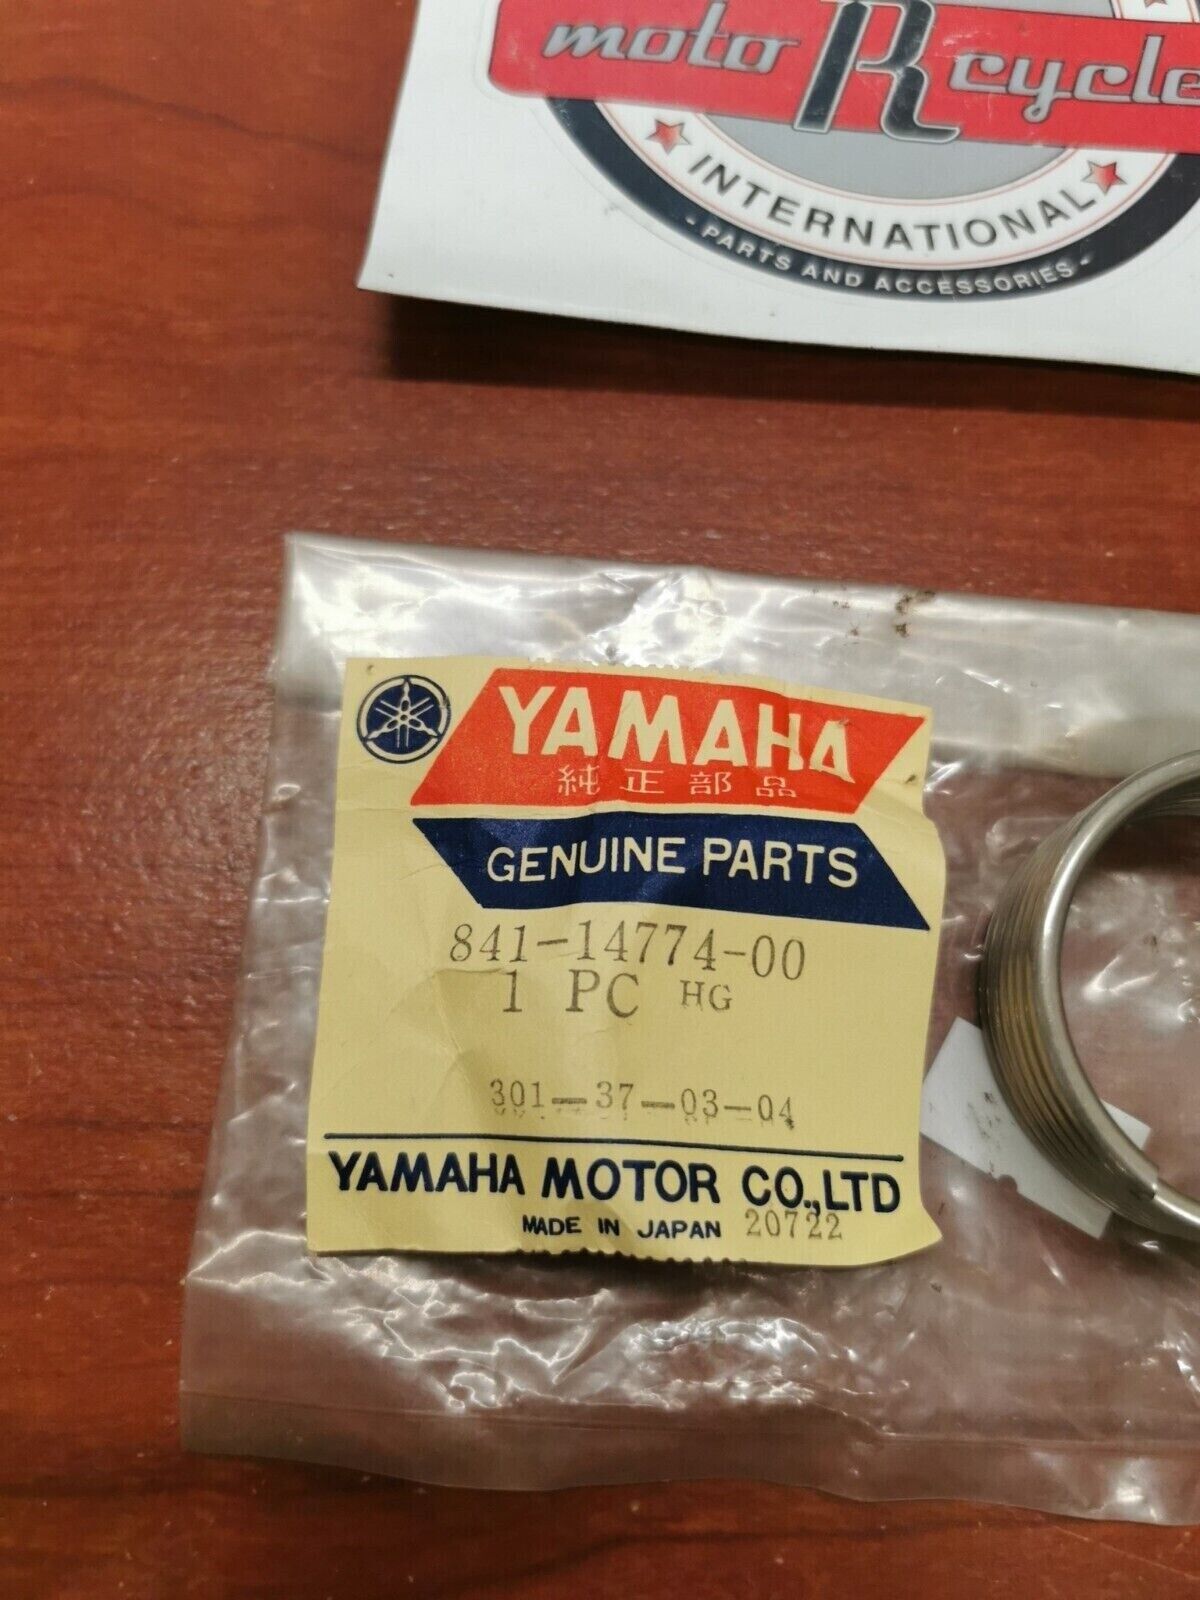 motoRcycle
INTERNATIONAL
- PARTS AND ACCESSORIES -
YAMAHA
純正部品
GENUINE PARTS
841-14774-00
1 PC HG
301-37-03-04
YAMAHA MOTOR CO.,LTD
MADE IN JAPAN 20722